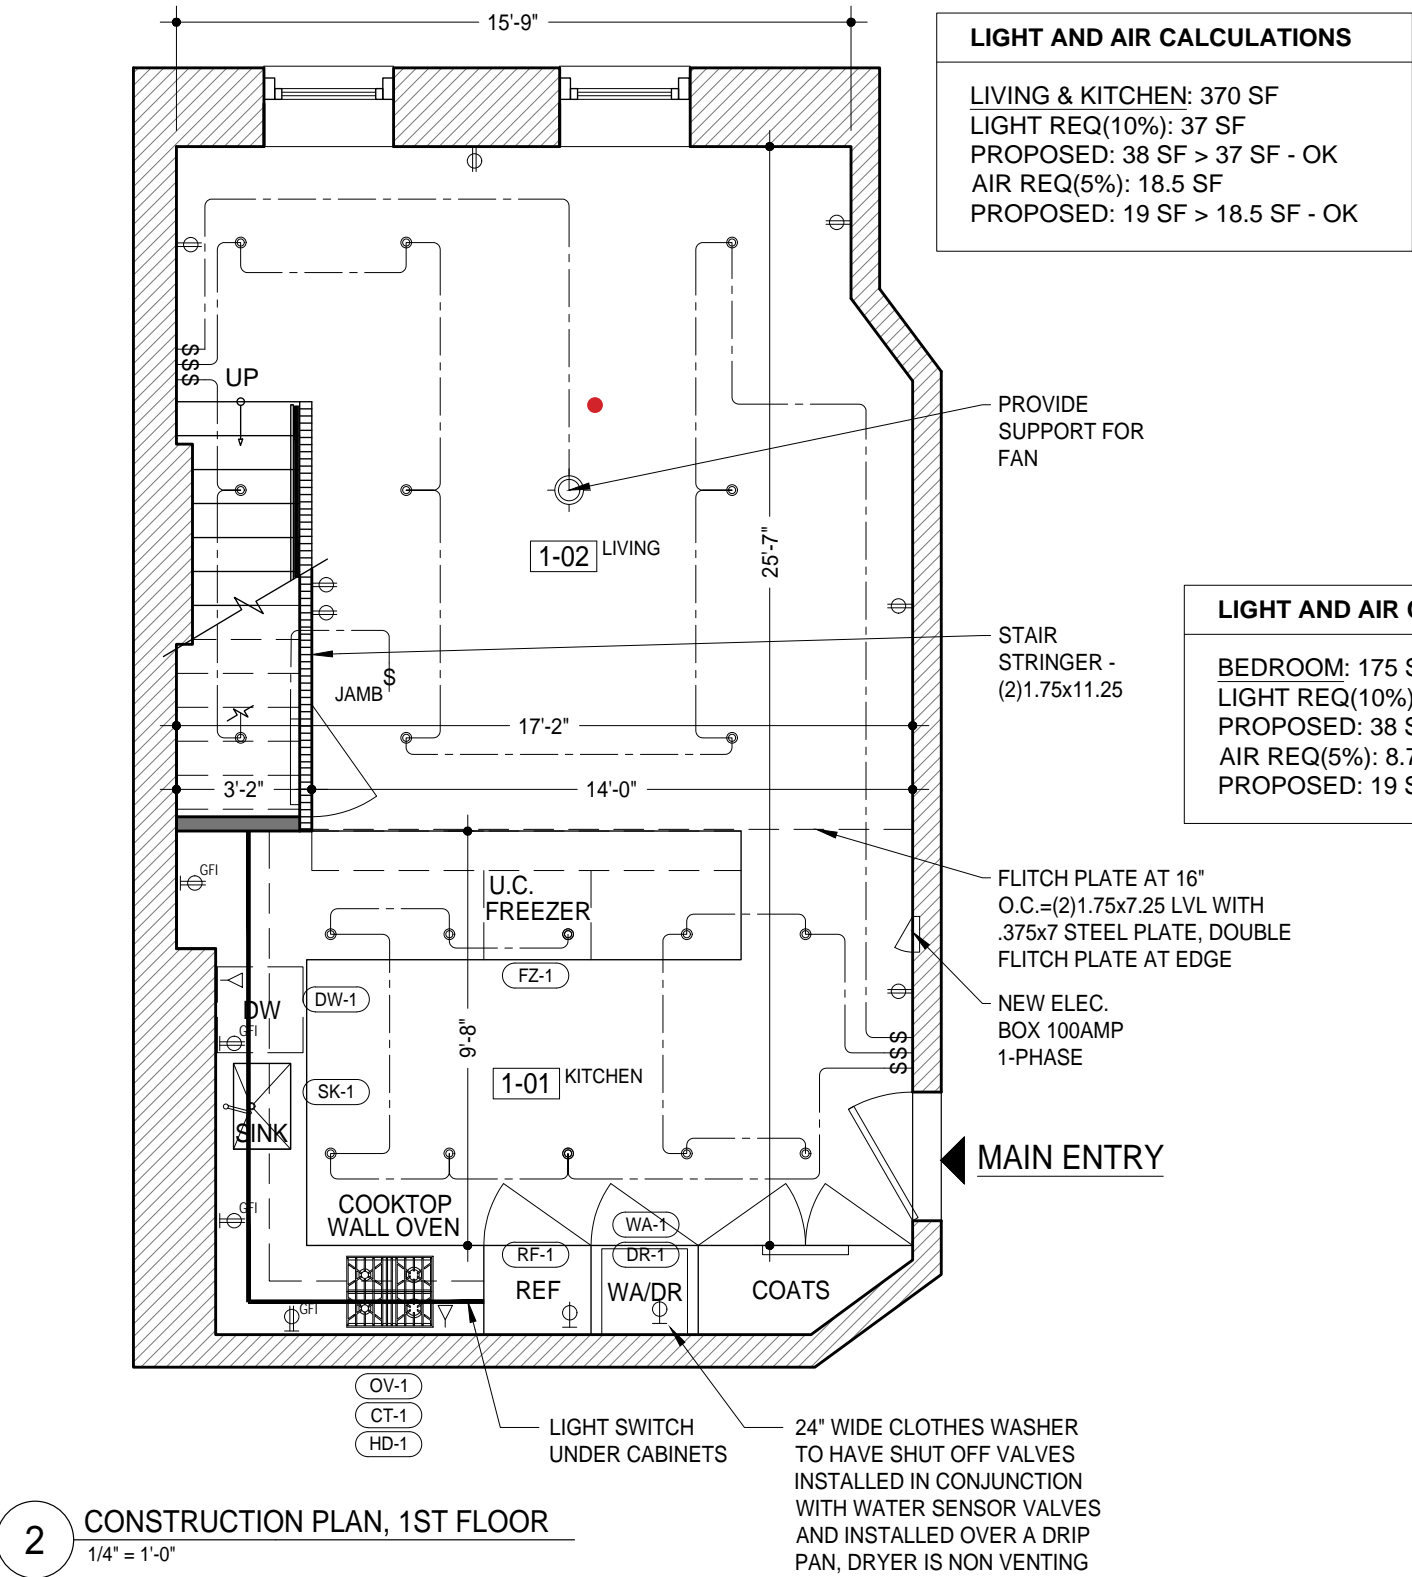 15'-9"
LIGHT AND AIR CALCULATIONS
LIVING & KITCHEN: 370 SF
LIGHT REQ(10%): 37 SF
PROPOSED: 38 SF > 37 SF - OK
AIR REQ(5%): 18.5 SF
PROPOSED: 19 SF > 18.5 SF - OK
SSS
UP
PROVIDE
SUPPORT FOR
FAN
1-02 LIVING
25'-7"
STAIR
STRINGER -
(2)1.75x11.25
LIGHT AND AIR C
BEDROOM: 175 S
LIGHT REQ(10%)
PROPOSED: 38 S
AIR REQ(5%): 8.7
PROPOSED: 19 S
S
JAMB
17'-2"
3'-2"
14'-0"
GFI
U.C.
FREEZER
FZ-1
FLITCH PLATE AT 16"
O.C.=(2)1.75x7.25 LVL WITH
.375x7 STEEL PLATE, DOUBLE
FLITCH PLATE AT EDGE
DW
DW-1
GFI
9'-8"
NEW ELEC.
BOX 100AMP
1-PHASE
SSS
1-01 KITCHEN
SK-1
SINK
MAIN ENTRY
GFI
COOKTOP
WALL OVEN
WA-1
RF-1
DR-1
REF
WA/DR
COATS
GFI
OV-1
CT-1
HD-1
LIGHT SWITCH
UNDER CABINETS
24" WIDE CLOTHES WASHER
TO HAVE SHUT OFF VALVES
INSTALLED IN CONJUNCTION
WITH WATER SENSOR VALVES
AND INSTALLED OVER A DRIP
PAN, DRYER IS NON VENTING
2
CONSTRUCTION PLAN, 1ST FLOOR
1/4" = 1'-0"